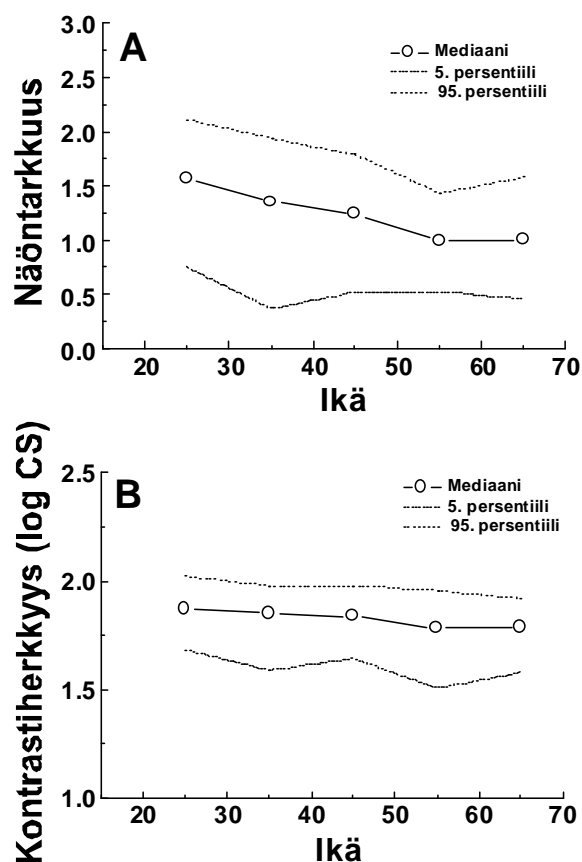 A
Mediaani
5. persentiili
95. persentiili
Näöntarkkuus
3.0
2.5
2.0
1.5
1.0
0.5
0.0
20 30 40 50 60 70
Ikä
B
Mediaani
5. persentiili
95. persentiili
Kontrastiherkkyys (log CS)
2.5
2.0
1.5
1.0
20 30 40 50 60 70
Ikä